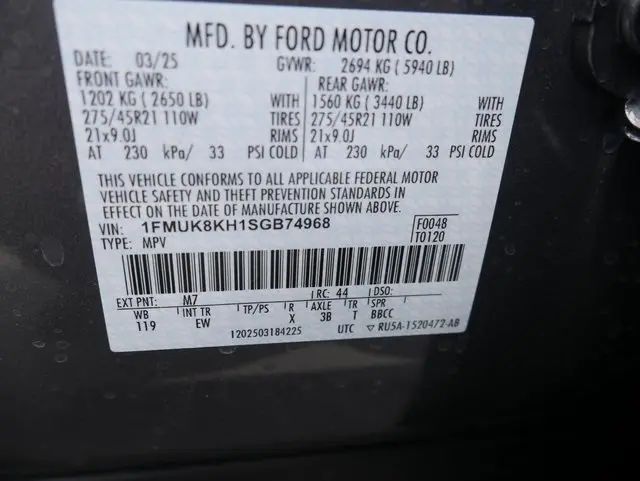 MFD. BY FORD MOTOR CO.
DATE: 03/25 GVWR: 2694 KG ( 5940 LB)
FRONT GAWR: REAR GAWR:
1202 KG ( 2650 LB) WITH 1560 KG ( 3440 LB) WITH
275/45R21 110W TIRES 275/45R21 110W TIRES
21x9.0J RIMS 21x9.0J RIMS
AT 230 kPa/ 33 PSI COLD AT 230 kPa/ 33 PSI COLD
THIS VEHICLE CONFORMS TO ALL APPLICABLE FEDERAL MOTOR
VEHICLE SAFETY AND THEFT PREVENTION STANDARDS IN
EFFECT ON THE DATE OF MANUFACTURE SHOWN ABOVE.
VIN: 1FMUK8KH1SGB74968 F0048
TYPE: MPV T0120
EXT PNT: M7 RC: 44 DSO:
WB INT TR TP/PS R AXLE TR SPR
119 EW X 3B T BBCC
1202503184225 UTC RU5A-1520472-AB